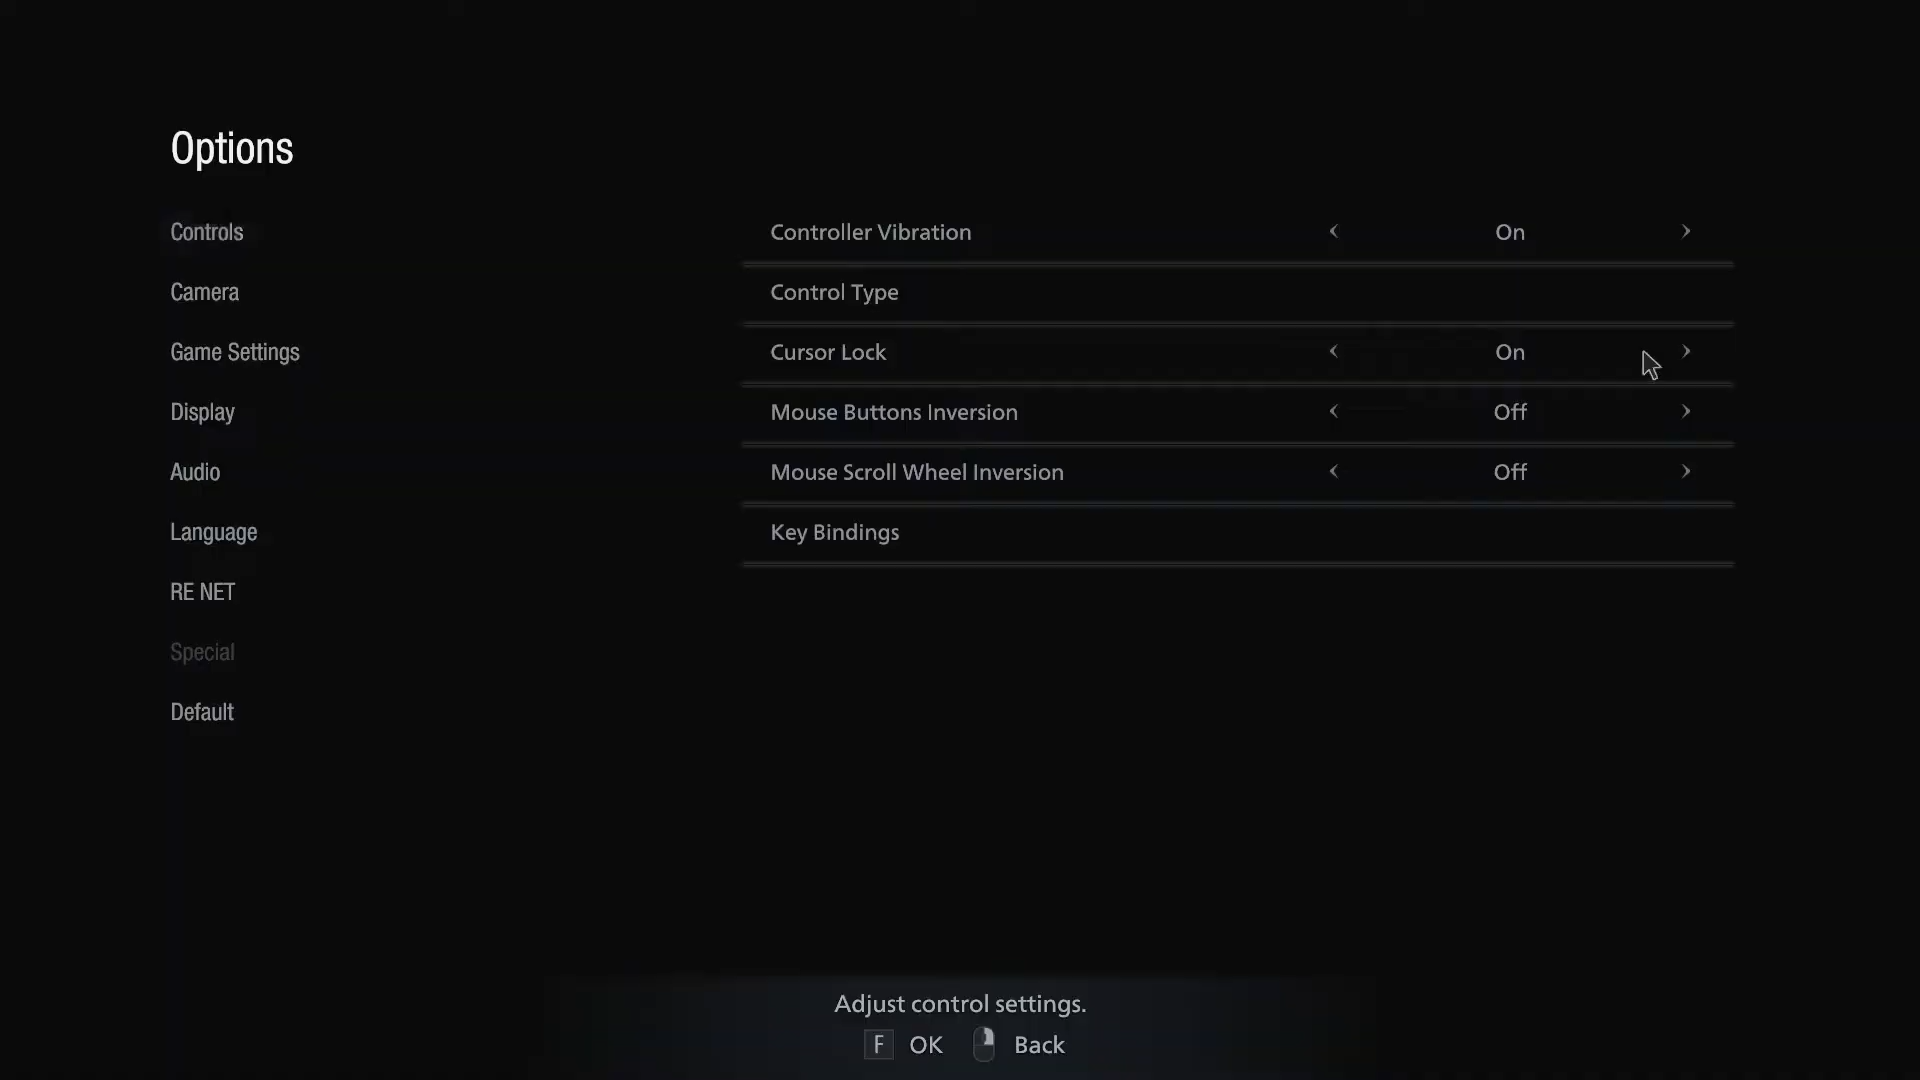 Options
Controls
Camera
Game Settings
Display
Audio
Language
RE NET
Special
Default
Controller Vibration On
Control Type
Cursor Lock On
Mouse Buttons Inversion Off
Mouse Scroll Wheel Inversion Off
Key Bindings
Adjust control settings.
F OK Back